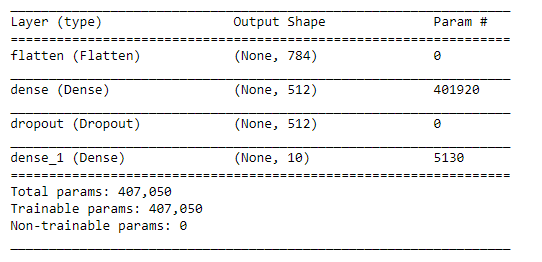 Layer (type) Output Shape Param #
flatten (Flatten) (None, 784) 0
dense (Dense) (None, 512) 401920
dropout (Dropout) (None, 512) 0
dense_1 (Dense) (None, 10) 5130
Total params: 407,050
Trainable params: 407,050
Non-trainable params: 0